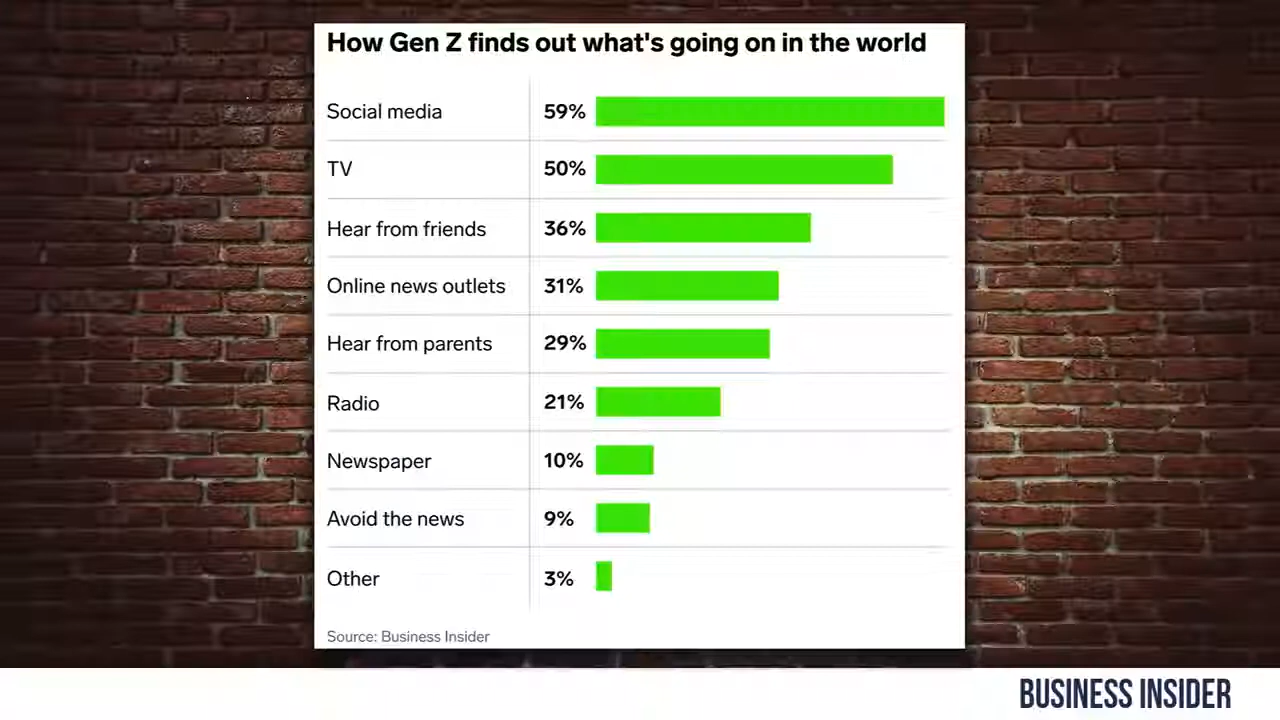 How Gen Z finds out what's going on in the world
Social media 59%
TV 50%
Hear from friends 36%
Online news outlets 31%
Hear from parents 29%
Radio 21%
Newspaper 10%
Avoid the news 9%
Other 3%
Source: Business Insider
BUSINESS INSIDER